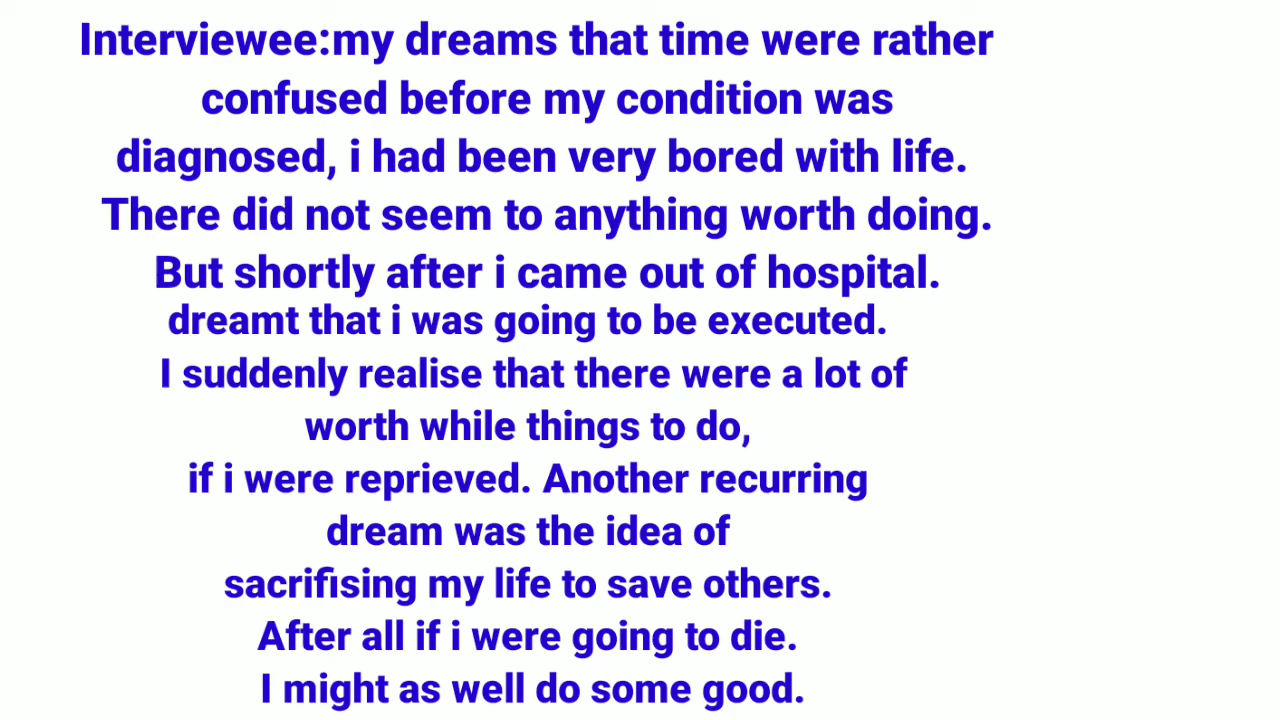 Interviewee:my dreams that time were rather
confused before my condition was
diagnosed, i had been very bored with life.
There did not seem to anything worth doing.
But shortly after i came out of hospital.
dreamt that i was going to be executed.
I suddenly realise that there were a lot of
worth while things to do,
if i were reprieved. Another recurring
dream was the idea of
sacrifising my life to save others.
After all if i were going to die.
I might as well do some good.